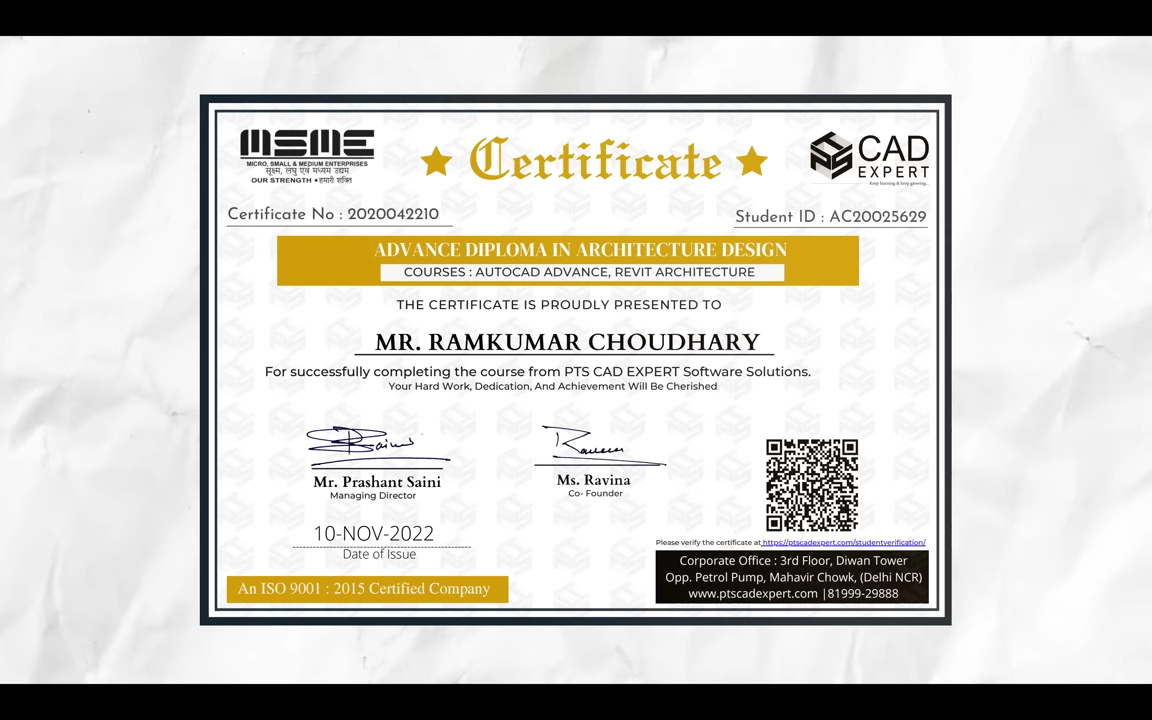 MSME
MICRO, SMALL & MEDIUM ENTERPRISES
सूक्ष्म, लघु एवं मध्यम उद्यम
OUR STRENGTH • हमारी शक्ति
Certificate
CAD
EXPERT
Keep learning & keep growing...
Certificate No : 2020042210
Student ID : AC20025629
ADVANCE DIPLOMA IN ARCHITECTURE DESIGN
COURSES : AUTOCAD ADVANCE, REVIT ARCHITECTURE
THE CERTIFICATE IS PROUDLY PRESENTED TO
MR. RAMKUMAR CHOUDHARY
For successfully completing the course from PTS CAD EXPERT Software Solutions.
Your Hard Work, Dedication, And Achievement Will Be Cherished
Mr. Prashant Saini
Managing Director
Ms. Ravina
Co- Founder
10-NOV-2022
Date of Issue
Please verify the certificate at https://ptscadexpert.com/studentverification/
Corporate Office : 3rd Floor, Diwan Tower
Opp. Petrol Pump, Mahavir Chowk, (Delhi NCR)
www.ptscadexpert.com |81999-29888
An ISO 9001 : 2015 Certified Company